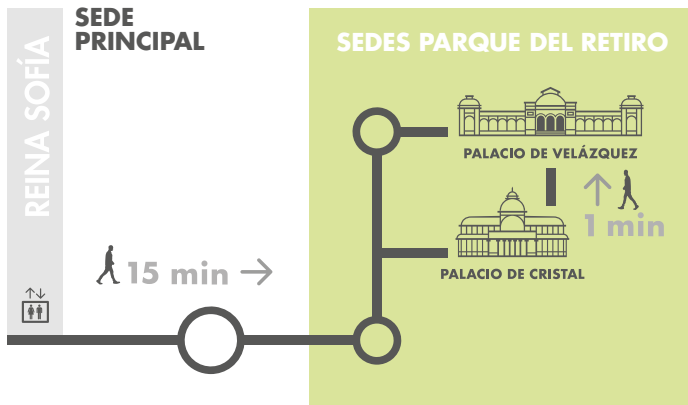 REINA SOFÍA
SEDE
PRINCIPAL
15 min
SEDES PARQUE DEL RETIRO
PALACIO DE VELÁZQUEZ
1 min
PALACIO DE CRISTAL